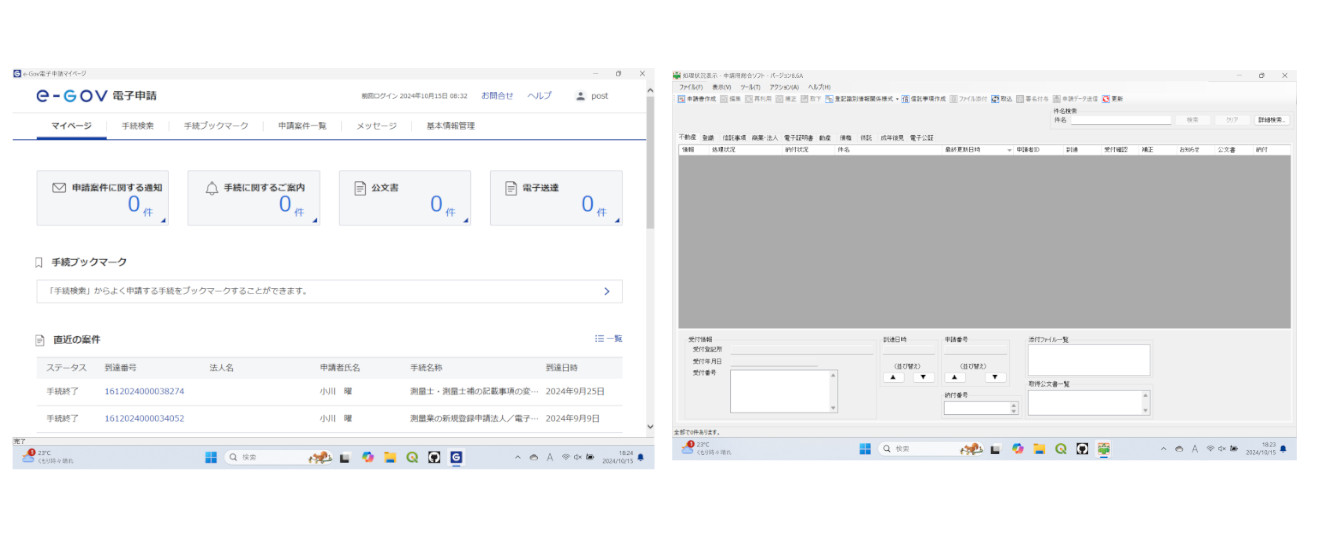 e-Gov電子申請マイページ
e-GOV 電子申請
前回ログイン 2024年10月15日 08:32 お問合せ ヘルプ post
マイページ 手続検索 手続ブックマーク 申請案件一覧 メッセージ 基本情報管理
申請案件に関する通知 0 件
手続に関するご案内 0 件
公文書 0 件
電子送達 0 件
手続ブックマーク
「手続検索」からよく申請する手続をブックマークすることができます。
直近の案件 一覧
ステータス 到達番号 法人名 申請者氏名 手続名称 到達日時
手続終了 1612024000038274 小川 曜 測量士・測量士補の記載事項の変… 2024年9月25日
手続終了 1612024000034052 小川 曜 測量業の新規登録申請法人／電子… 2024年9月9日
完了
1 23°C
くもり時々晴れ
検索
A
18:24
2024/10/15
処理状況表示 - 申請用総合ソフト - バージョン6.6A
ファイル(F) 表示(V) ツール(T) アクション(A) ヘルプ(H)
申請書作成 編集 再利用 補正 取下 登記識別情報関係様式 信託事項作成 ファイル添付 取込 署名付与 申請データ送信 更新
件名検索
件名 検索 クリア 詳細検索...
不動産 登録 信託事項 商業・法人 電子証明書 動産 債権 供託 成年後見 電子公証
情報 処理状況 納付状況 件名 最終更新日時 申請者ID 到達 受付確認 補正 お知らせ 公文書 納付
受付情報
受付登記所
受付年月日
受付番号
到達日時
(並び替え)
▲ ▼
申請番号
(並び替え)
▲ ▼
納付番号
添付ファイル一覧
取得公文書一覧
全部で0件あります。
1 23°C
くもり時々晴れ
検索
A
18:23
2024/10/15